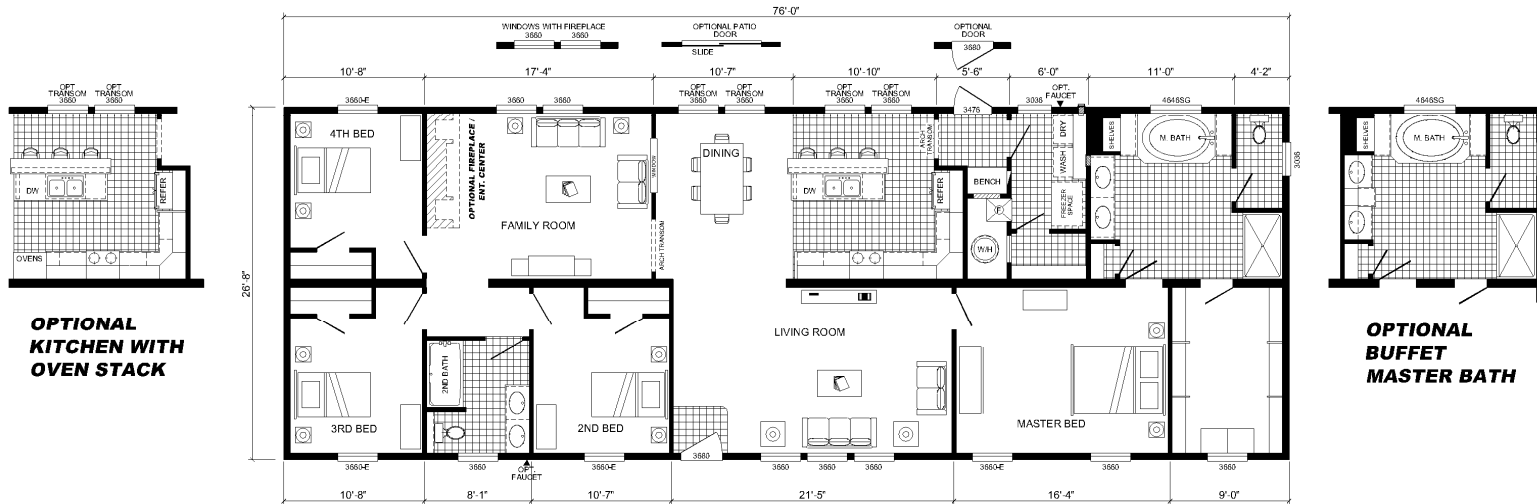 76'-0"
WINDOWS WITH FIREPLACE
3660 3660
OPTIONAL PATIO
DOOR
SLIDE
OPTIONAL
DOOR
3680
10'-8" 17'-4" 10'-7" 10'-10" 5'-6" 6'-0" 11'-0" 4'-2"
OPT
TRANSOM
3660
OPT
TRANSOM
3660
3660-E
3660 3660
OPT
TRANSOM
3660
OPT
TRANSOM
3660
OPT
TRANSOM
3660
OPT
TRANSOM
3660
3476
3035
OPT.
FAUCET
4646SG
4646SG
DW
REFER
OVENS
OPTIONAL
KITCHEN WITH
OVEN STACK
26'-8"
4TH BED
OPTIONAL FIREPLACE /
ENT. CENTER
FAMILY ROOM
WINDOW
ARCH TRANSOM
DINING
DW
REFER
ARCH
TRANSOM
BENCH
F
W/H
DRY
WASH
FREEZER
SPACE
SHELVES
M. BATH
3035
SHELVES
M. BATH
OPTIONAL
BUFFET
MASTER BATH
3RD BED
2ND BATH
2ND BED
LIVING ROOM
MASTER BED
3660-E
3660
OPT.
FAUCET
3660-E
3680
3660 3660 3660
3660-E
3660
3660
10'-8" 8'-1" 10'-7" 21'-5" 16'-4" 9'-0"